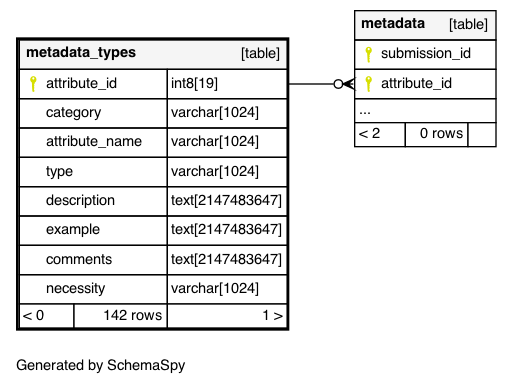 metadata_types [table]
attribute_id int8[19]
category varchar[1024]
attribute_name varchar[1024]
type varchar[1024]
description text[2147483647]
example text[2147483647]
comments text[2147483647]
necessity varchar[1024]
< 0 142 rows 1 >
metadata [table]
submission_id
attribute_id
...
< 2 0 rows
Generated by SchemaSpy